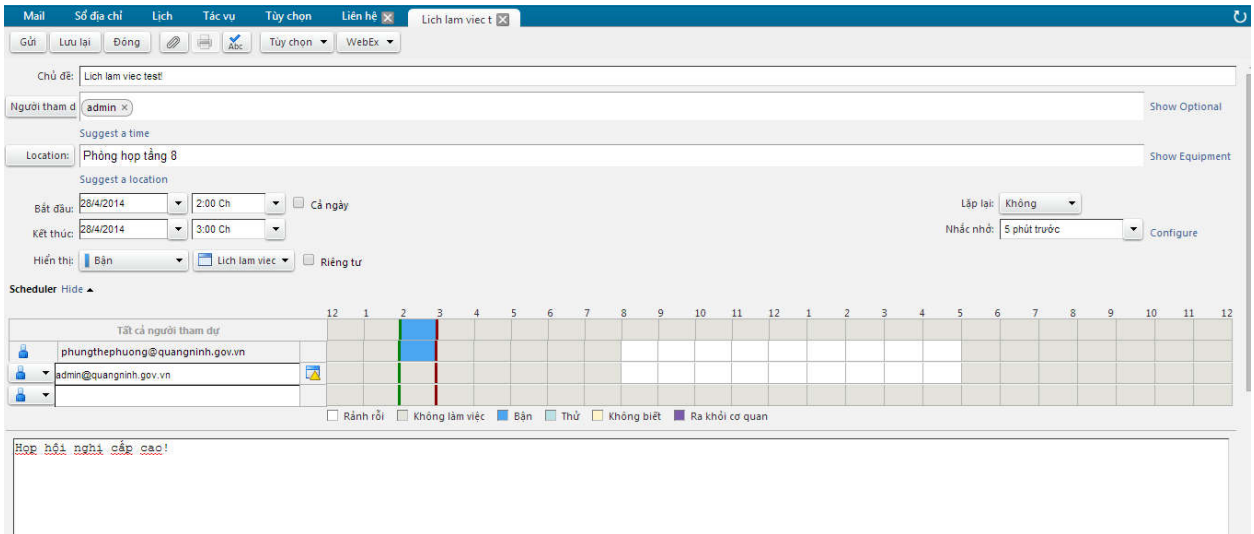 Mail Sổ địa chỉ Lịch Tác vụ Tùy chọn Liên hệ Lich lam viec t
Gửi Lưu lại Đóng Abc Tùy chọn WebEx
Chủ đề: Lich lam viec test!
Người tham d admin × Show Optional
Suggest a time
Location: Phòng họp tầng 8 Show Equipment
Suggest a location
Bắt đầu: 28/4/2014 2:00 Ch Cả ngày Lặp lại: Không
Kết thúc: 28/4/2014 3:00 Ch Nhắc nhở: 5 phút trước Configure
Hiển thị: Bận Lich lam viec Riêng tư
Scheduler Hide
12 1 2 3 4 5 6 7 8 9 10 11 12 1 2 3 4 5 6 7 8 9 10 11 12
Tất cả người tham dự
phungthephuong@quangninh.gov.vn
admin@quangninh.gov.vn
Rảnh rỗi Không làm việc Bận Thử Không biết Ra khỏi cơ quan
Họp hội nghị cấp cao!